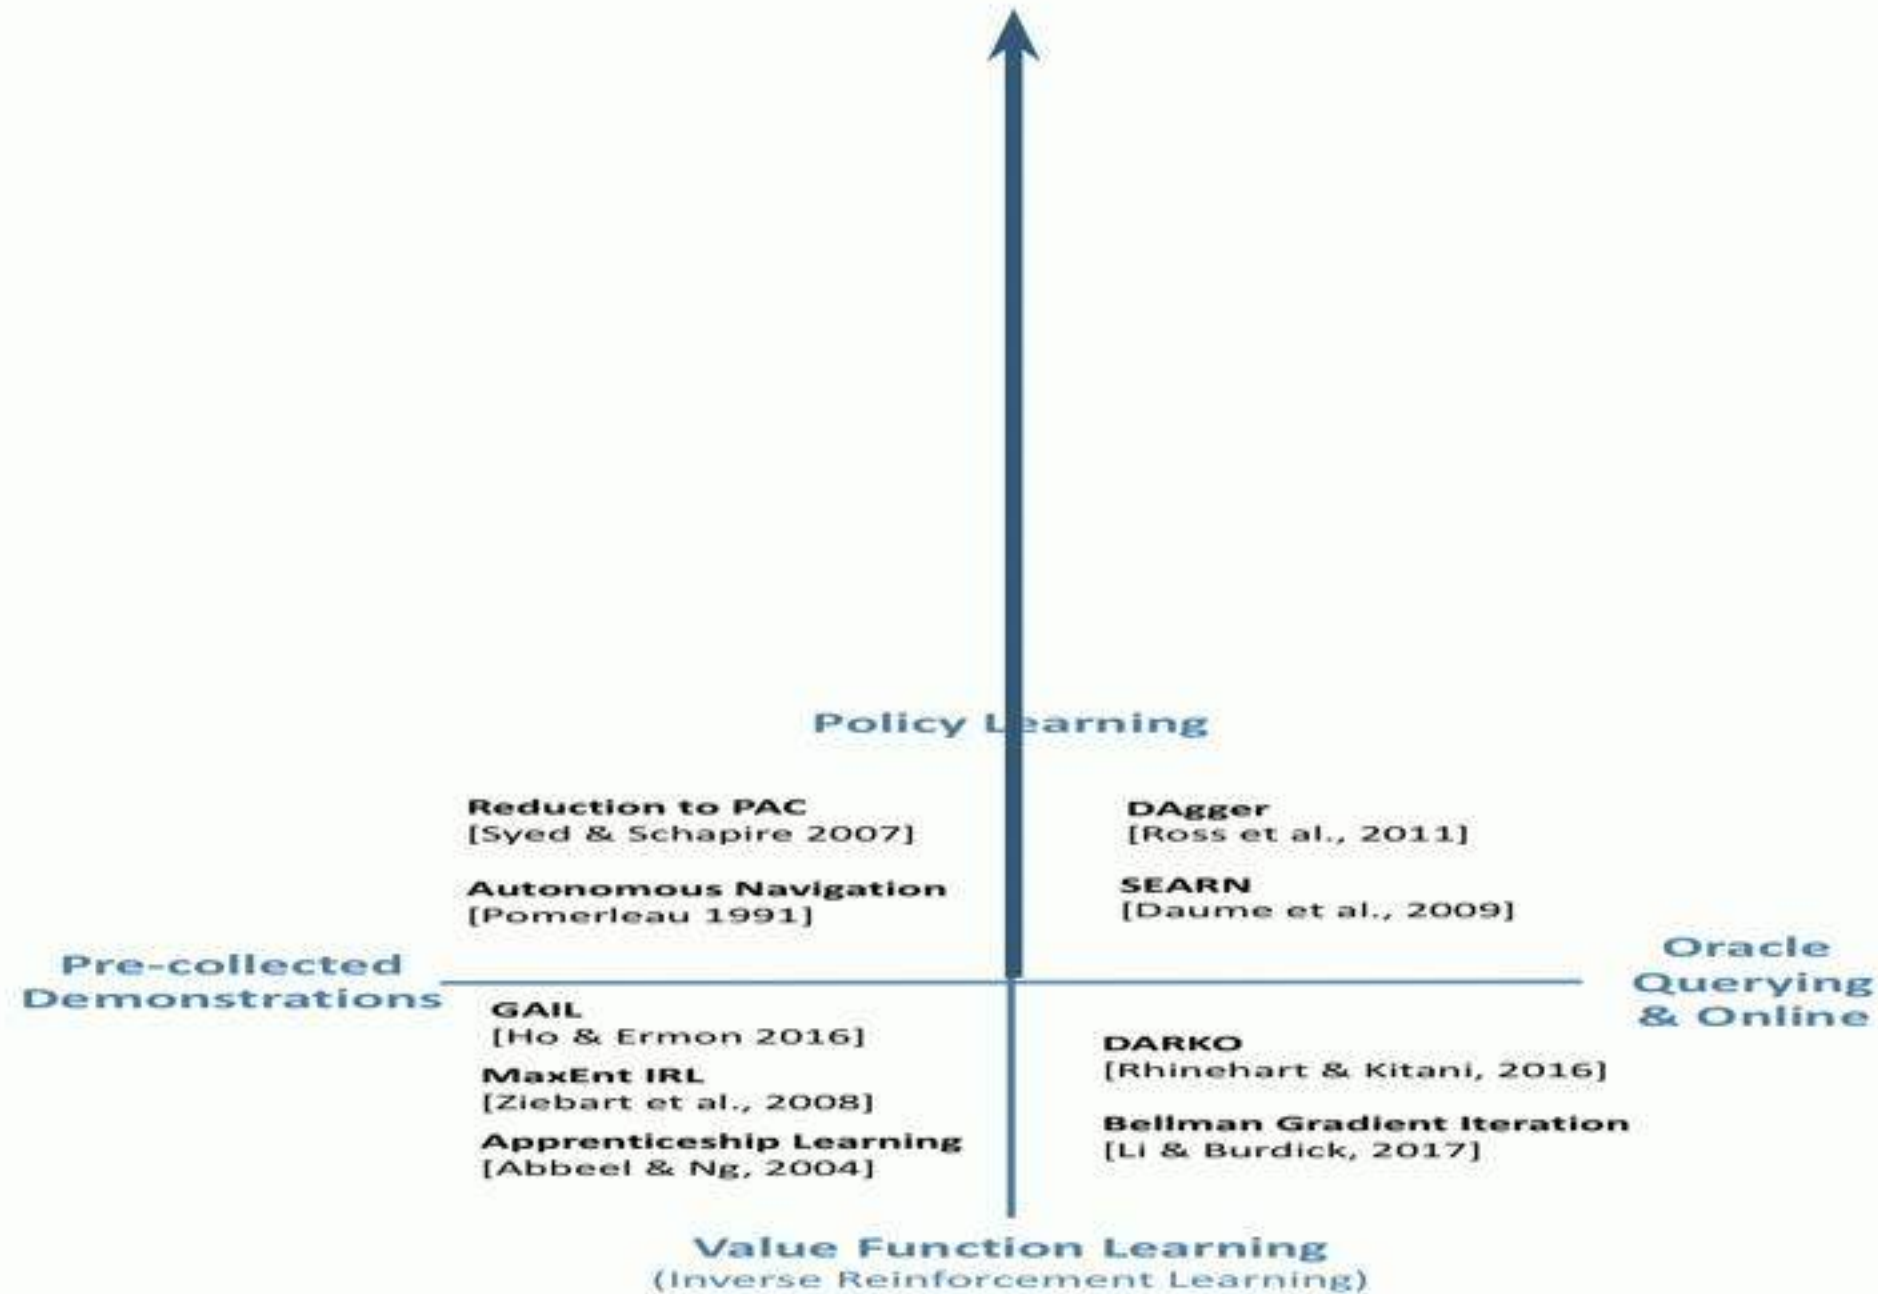 Policy Learning
Reduction to PAC
[Syed & Schapire 2007]
Autonomous Navigation
[Pomerleau 1991]
DAgger
[Ross et al., 2011]
SEARN
[Daume et al., 2009]
Pre-collected
Demonstrations
Oracle
Querying
& Online
GAIL
[Ho & Ermon 2016]
MaxEnt IRL
[Ziebart et al., 2008]
Apprenticeship Learning
[Abbeel & Ng, 2004]
DARKO
[Rhinehart & Kitani, 2016]
Bellman Gradient Iteration
[Li & Burdick, 2017]
Value Function Learning
(Inverse Reinforcement Learning)